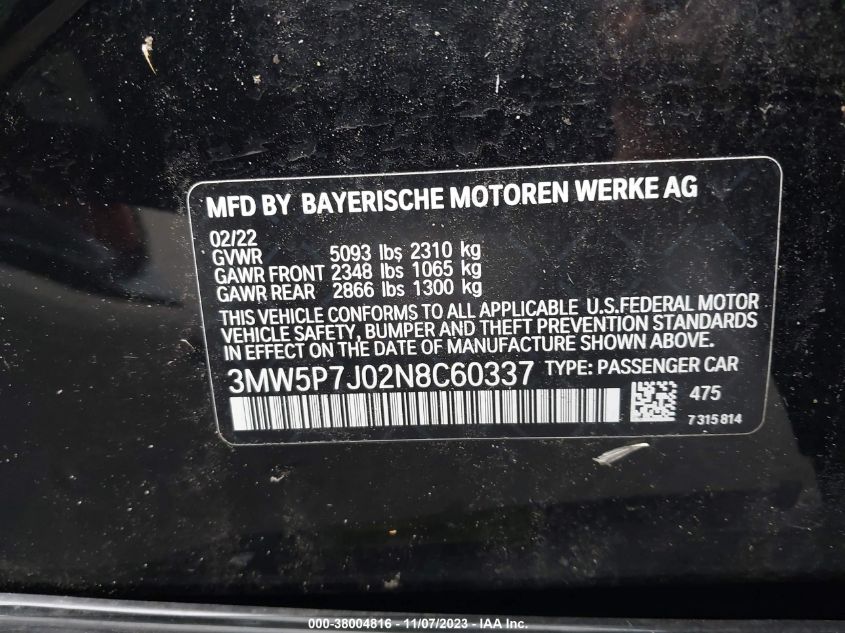 MFD BY BAYERISCHE MOTOREN WERKE AG
02/22
GVWR 5093 lbs 2310 kg
GAWR FRONT 2348 lbs 1065 kg
GAWR REAR 2866 lbs 1300 kg
THIS VEHICLE CONFORMS TO ALL APPLICABLE U.S.FEDERAL MOTOR
VEHICLE SAFETY, BUMPER AND THEFT PREVENTION STANDARDS
IN EFFECT ON THE DATE OF MANUFACTURE SHOWN ABOVE.
3MW5P7J02N8C60337 TYPE: PASSENGER CAR
475
7 315 814
000-38004816 - 11/07/2023 - IAA Inc.